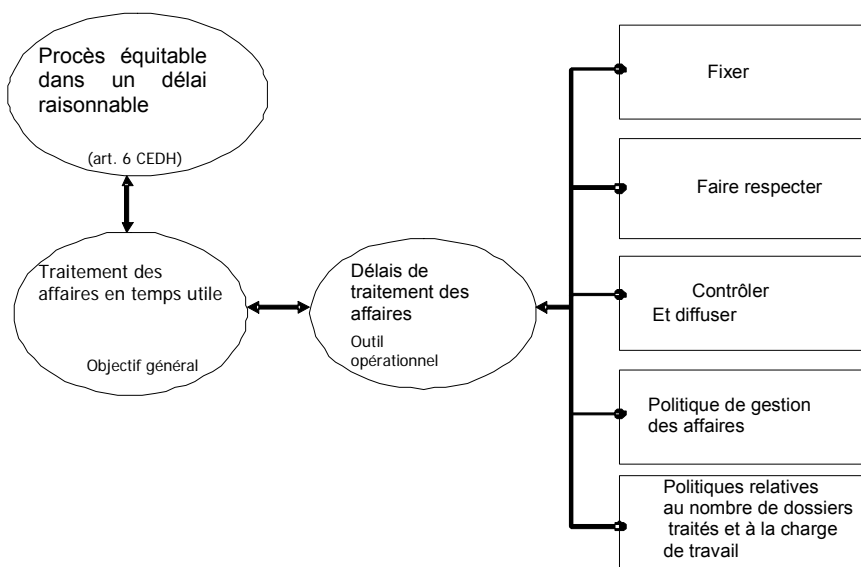 Procès équitable
dans un délai
raisonnable
(art. 6 CEDH)
Traitement des
affaires en temps utile
Objectif général
Délais de
traitement des
affaires
Outil
opérationnel
Fixer
Faire respecter
Contrôler
Et diffuser
Politique de gestion
des affaires
Politiques relatives
au nombre de dossiers
traités et à la charge
de travail